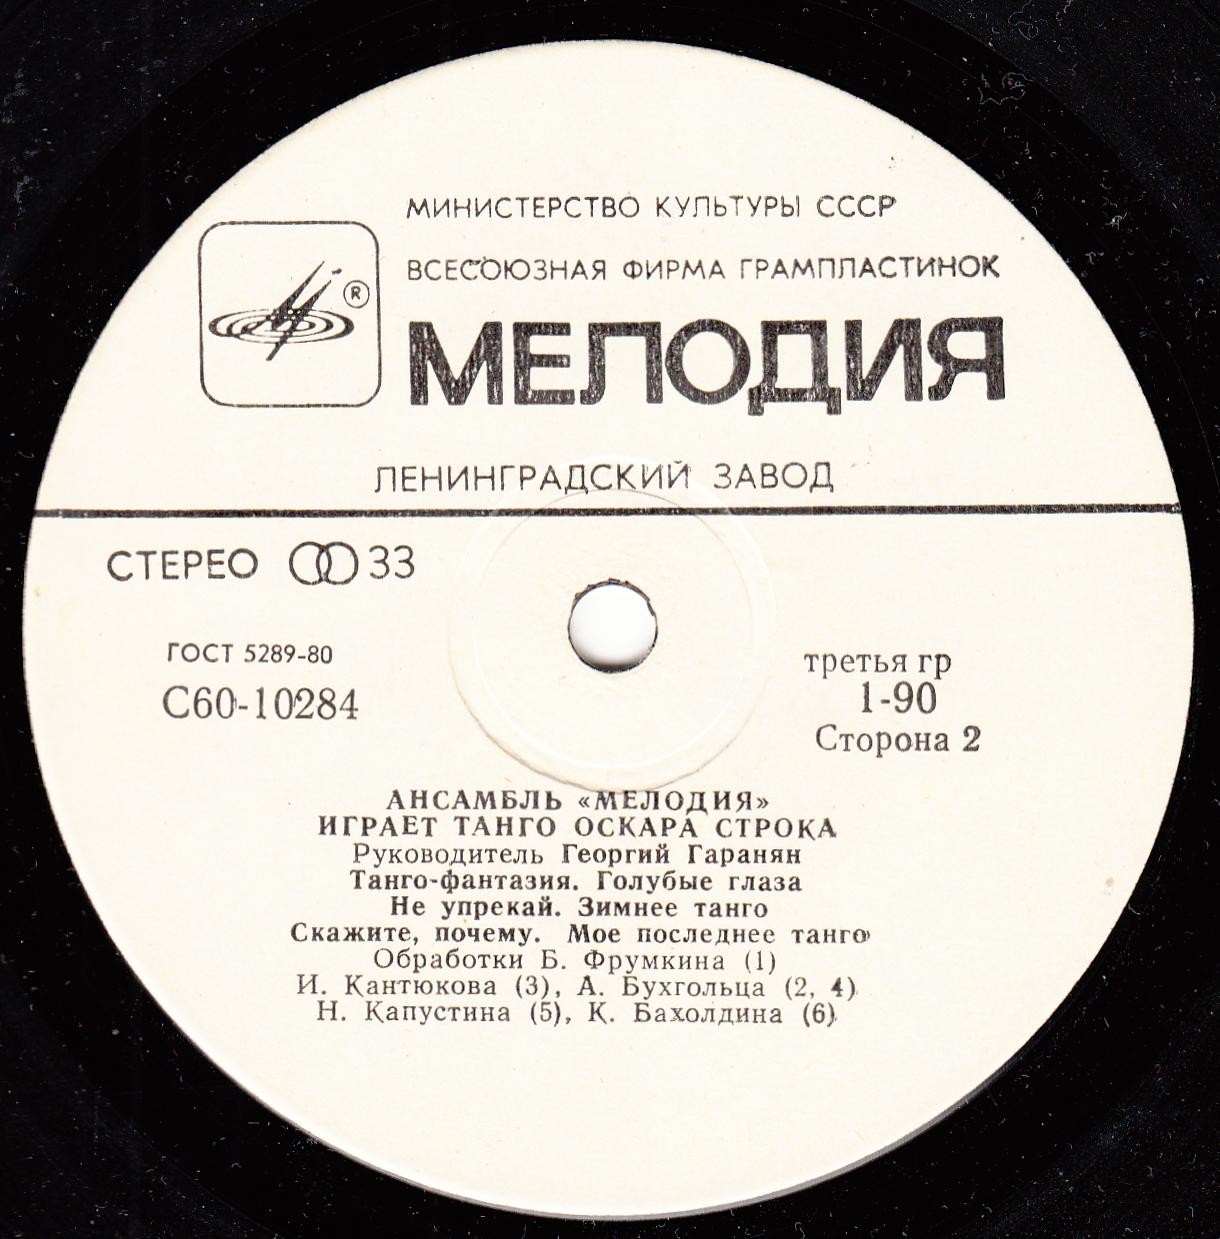 МИНИСТЕРСТВО КУЛЬТУРЫ СССР
ВСЕСОЮЗНАЯ ФИРМА ГРАМПЛАСТИНОК
®
МЕЛОДИЯ
ЛЕНИНГРАДСКИЙ ЗАВОД
СТЕРЕО 33
ГОСТ 5289-80
С60-10284
третья гр
1-90
Сторона 2
АНСАМБЛЬ «МЕЛОДИЯ»
ИГРАЕТ ТАНГО ОСКАРА СТРОКА
Руководитель Георгий Гаранян
Танго-фантазия. Голубые глаза
Не упрекай. Зимнее танго
Скажите, почему. Мое последнее танго
Обработки Б. Фрумкина (1)
И. Кантюкова (3), А. Бухгольца (2, 4)
Н. Капустина (5), К. Бахолдина (6)